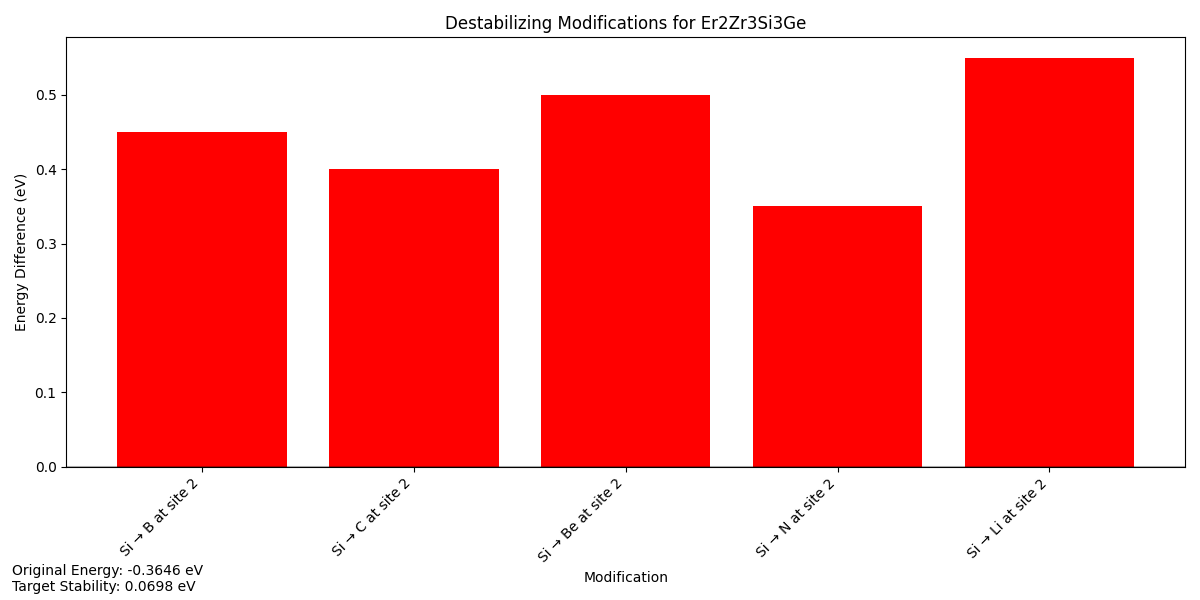 Destabilizing Modifications for Er2Zr3Si3Ge
Energy Difference (eV)
0.5
0.4
0.3
0.2
0.1
0.0
Si → B at site 2
Si → C at site 2
Si → Be at site 2
Si → N at site 2
Si → Li at site 2
Modification
Original Energy: -0.3646 eV
Target Stability: 0.0698 eV